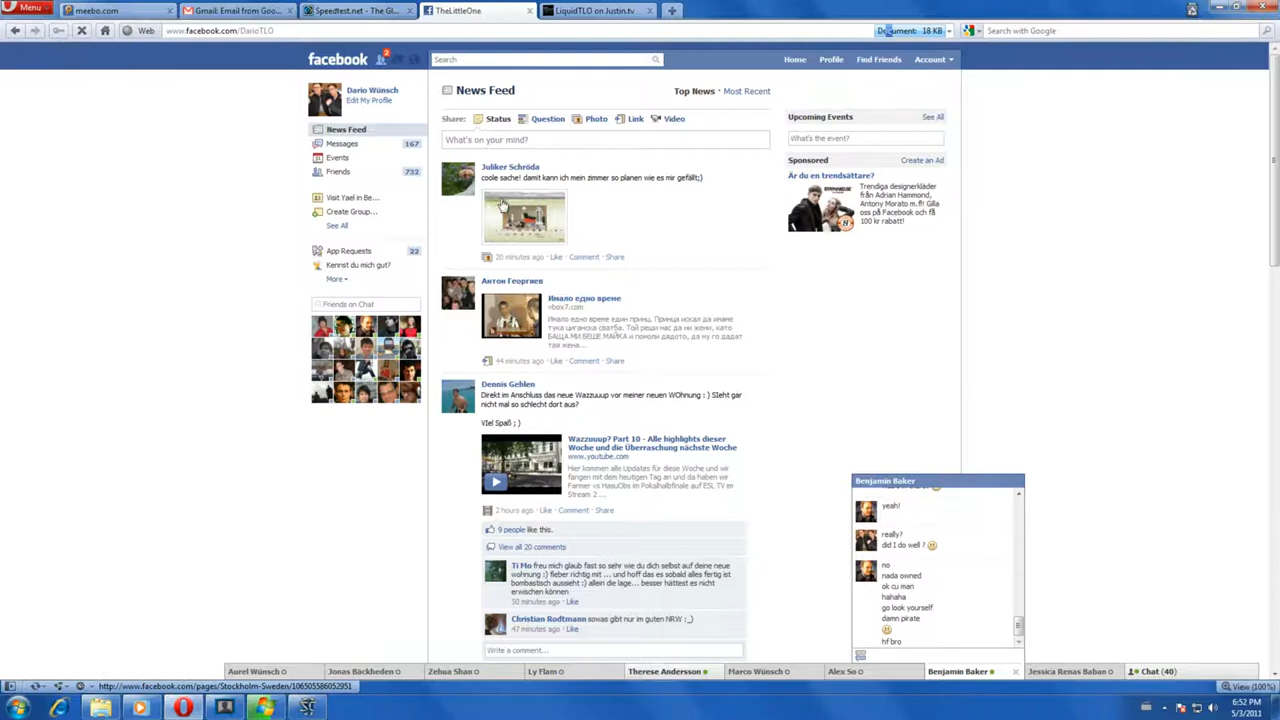 Menu
meebo.com
Gmail: Email from Googl...
Speedtest.net - The Gl...
TheLittleOne
LiquidTLO on Justin.tv
Web
www.facebook.com/DarioTLO
Document: 18 KB
Search with Google
facebook
2
Search
Home
Profile
Find Friends
Account
Dario Wünsch
Edit My Profile
News Feed
Messages
167
Events
Friends
732
Visit Yael in Be...
Create Group...
See All
App Requests
22
Kennst du mich gut?
More
Friends on Chat
News Feed
Top News · Most Recent
Share:
Status
Question
Photo
Link
Video
What's on your mind?
Juliker Schröda
coole sache! damit kann ich mein zimmer so planen wie es mir gefällt;)
20 minutes ago · Like · Comment · Share
Антон Георгиев
Имало едно време
vbox7.com
Имало едно време един принц. Принца искал да имаме
тука циганска сватба. Той реши нас да ни жени, като
БАЩА МИ БЕШЕ МАЙКА и помоли дядото, да му го дадат
тая жена...
44 minutes ago · Like · Comment · Share
Dennis Gehlen
Direkt im Anschluss das neue Wazzuuup vor meiner neuen WOhnung : ) SIeht gar
nicht mal so schlecht dort aus?
VIel Spaß ; )
Wazzuuup? Part 10 - Alle highlights dieser
Woche und die Überraschung nächste Woche
www.youtube.com
Hier kommen alle Updates für diese Woche und wir
fangen mit dem heutigen Tag an und da haben wir
Farmer vs HasuObs im Pokalhalbfinale auf ESL TV im
Stream 2 ...
2 hours ago · Like · Comment · Share
9 people like this.
View all 20 comments
Ti Mo freu mich glaub fast so sehr wie du dich selbst auf deine neue
wohnung :) fieber richtig mit ... und hoff das es sobald alles fertig ist
bombastisch aussieht :) allein die lage... besser hättest es nicht
erwischen können
50 minutes ago · Like
Christian Rodtmann sowas gibt nur im guten NRW :_)
47 minutes ago · Like
Write a comment...
Upcoming Events
See All
What's the event?
Sponsored
Create an Ad
Är du en trendsättare?
Trendiga designerkläder
från Adrian Hammond,
Antony Morato m.fl! Gilla
oss på Facebook och få
100 kr rabatt!
Benjamin Baker
yeah!
really?
did I do well ?
no
nada owned
ok cu man
hahaha
go look yourself
damn pirate
hf bro
Aurel Wünsch
Jonas Bäckheden
Zehua Shan
Ly Flam
Therese Andersson
Marco Wünsch
Alex So
Benjamin Baker
Jessica Renas Baban
Chat (40)
http://www.facebook.com/pages/Stockholm-Sweden/106505586052951
View (100%)
6:52 PM
5/3/2011